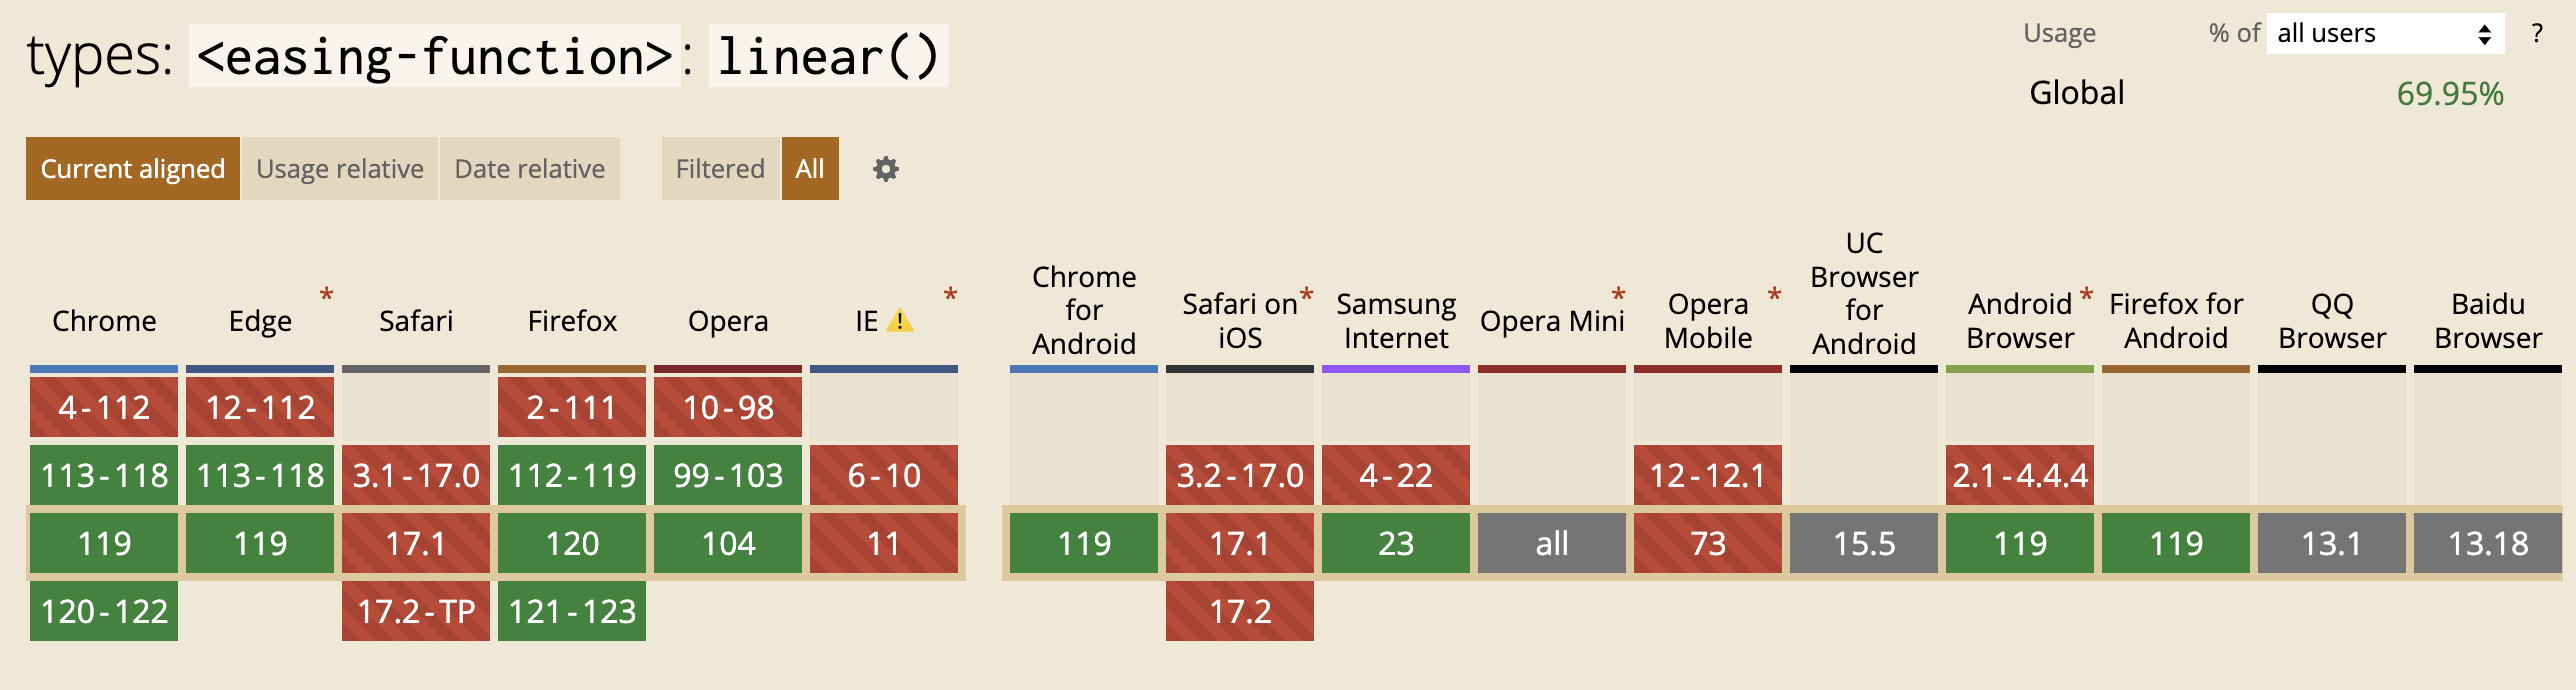 types: <easing-function>: linear()
Usage % of all users ?
Global 69.95%
Current aligned Usage relative Date relative Filtered All
Chrome Edge * Safari Firefox Opera IE * Chrome for Android Safari on iOS * Samsung Internet Opera Mini * Opera Mobile * UC Browser for Android Android Browser * Firefox for Android QQ Browser Baidu Browser
4-112 12-112 2-111 10-98
113-118 113-118 3.1-17.0 112-119 99-103 6-10 3.2-17.0 4-22 12-12.1 2.1-4.4.4
119 119 17.1 120 104 11 119 17.1 23 all 73 15.5 119 119 13.1 13.18
120-122 17.2-TP 121-123 17.2